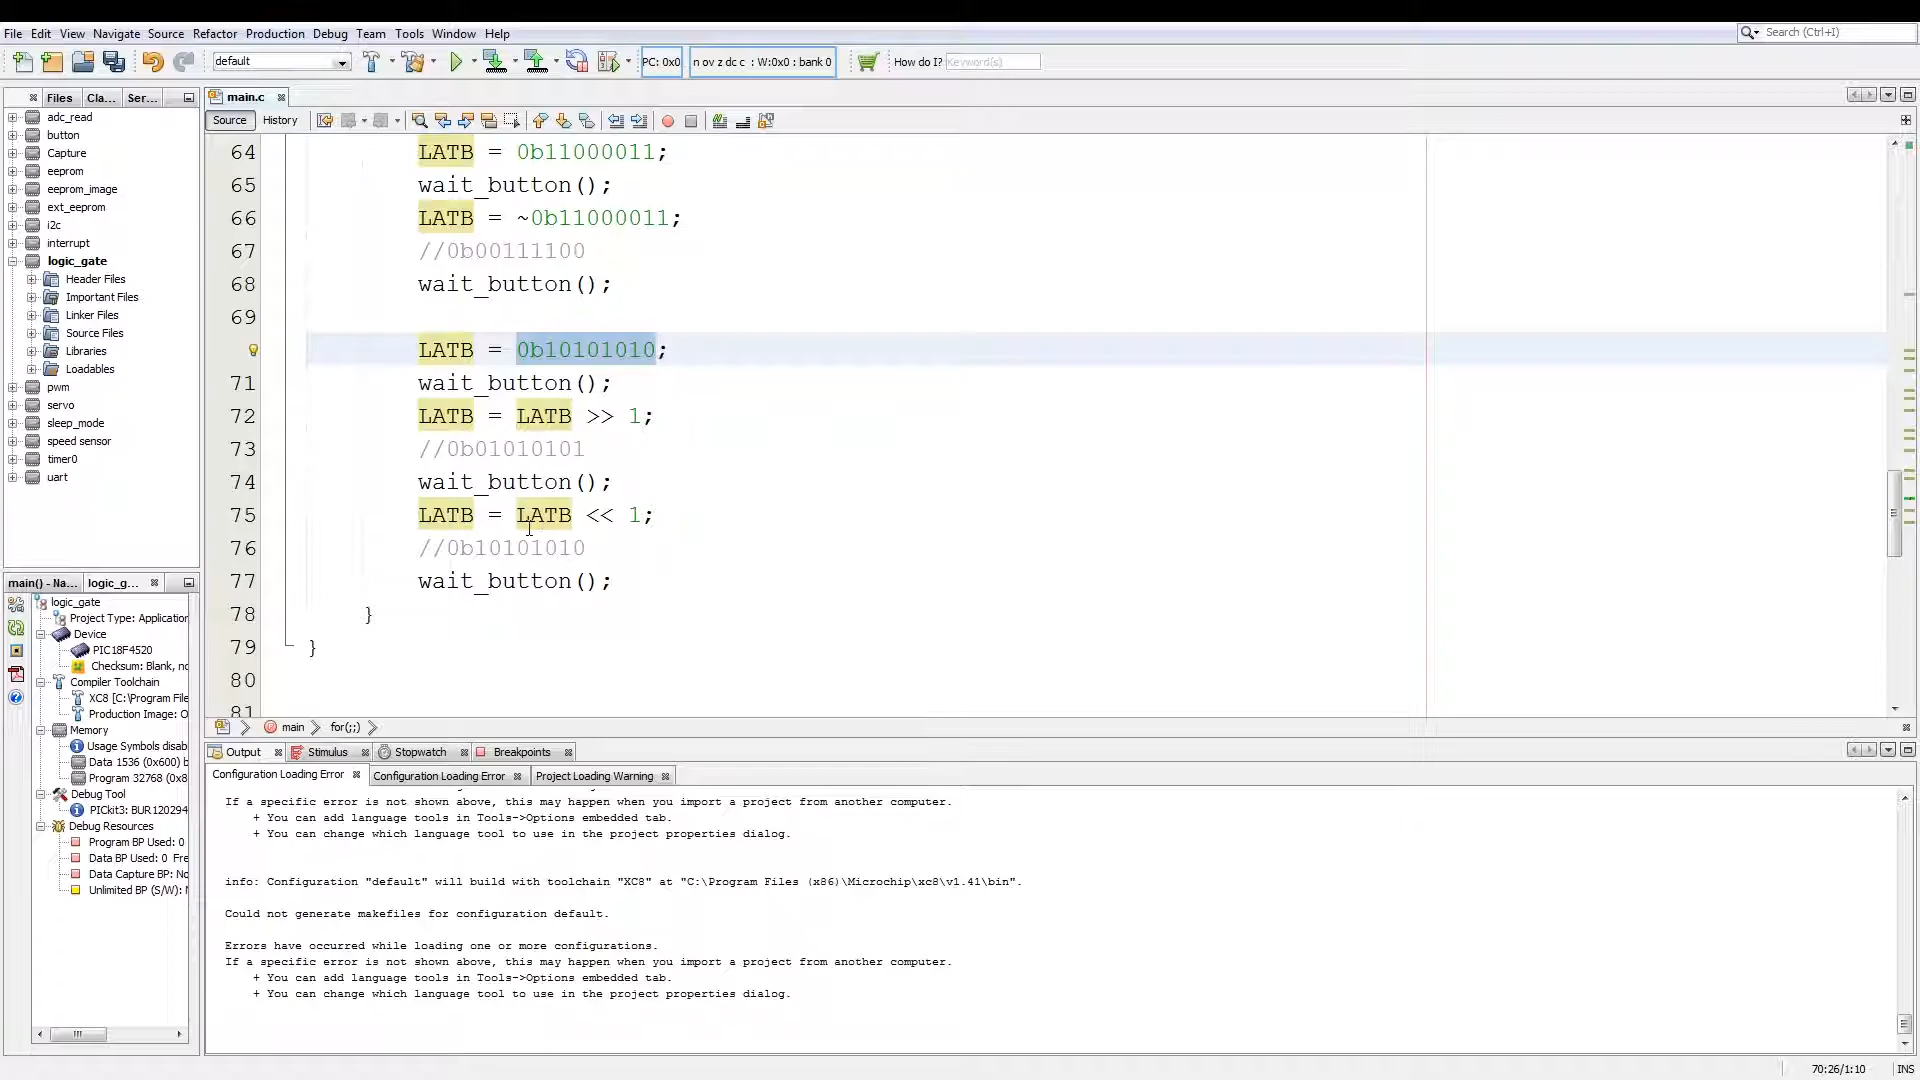 File Edit View Navigate Source Refactor Production Debug Team Tools Window Help
Search (Ctrl+I)
default
PC: 0x0
n ov z dc c : W:0x0 : bank 0
How do I?
Keyword(s)
Files
Cla...
Ser...
main.c
Source
History
adc_read
button
Capture
eeprom
eeprom_image
ext_eeprom
i2c
interrupt
logic_gate
Header Files
Important Files
Linker Files
Source Files
Libraries
Loadables
pwm
servo
sleep_mode
speed sensor
timer0
uart
64 LATB = 0b11000011;
65 wait_button();
66 LATB = ~0b11000011;
67 //0b00111100
68 wait_button();
69
LATB = 0b10101010;
71 wait_button();
72 LATB = LATB >> 1;
73 //0b01010101
74 wait_button();
75 LATB = LATB << 1;
76 //0b10101010
77 wait_button();
78 }
79 }
80
81
main
for(;;)
main() - Na...
logic_g...
logic_gate
Project Type: Application
Device
PIC18F4520
Checksum: Blank, no
Compiler Toolchain
XC8 [C:\Program File
Production Image: O
Memory
Usage Symbols disab
Data 1536 (0x600) b
Program 32768 (0x8
Debug Tool
PICkit3: BUR120294
Debug Resources
Program BP Used: 0
Data BP Used: 0 Fre
Data Capture BP: No
Unlimited BP (S/W):
Output
Stimulus
Stopwatch
Breakpoints
Configuration Loading Error
Configuration Loading Error
Project Loading Warning
If a specific error is not shown above, this may happen when you import a project from another computer.
+ You can add language tools in Tools->Options embedded tab.
+ You can change which language tool to use in the project properties dialog.
info: Configuration "default" will build with toolchain "XC8" at "C:\Program Files (x86)\Microchip\xc8\v1.41\bin".
Could not generate makefiles for configuration default.
Errors have occurred while loading one or more configurations.
If a specific error is not shown above, this may happen when you import a project from another computer.
+ You can add language tools in Tools->Options embedded tab.
+ You can change which language tool to use in the project properties dialog.
70:26/1:10
INS